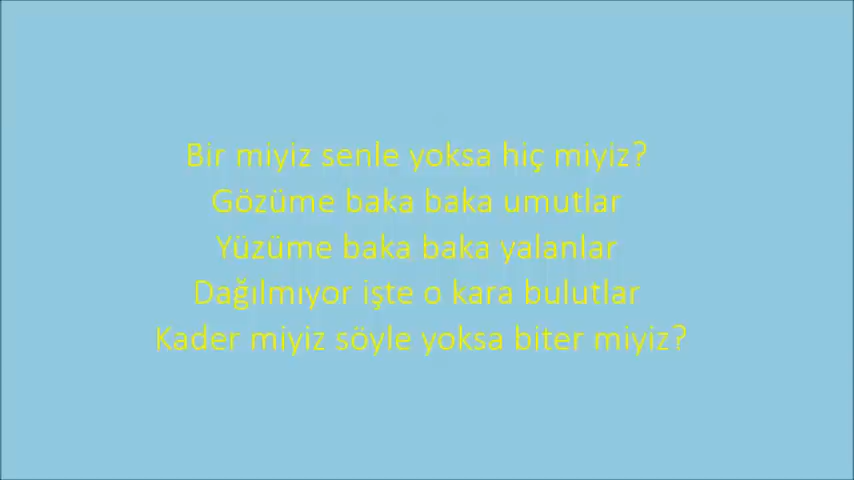 Bir miyiz senle yoksa hiç miyiz?
Gözüme baka baka umutlar
Yüzüme baka baka yalanlar
Dağılmıyor işte o kara bulutlar
Kader miyiz söyle yoksa biter miyiz?